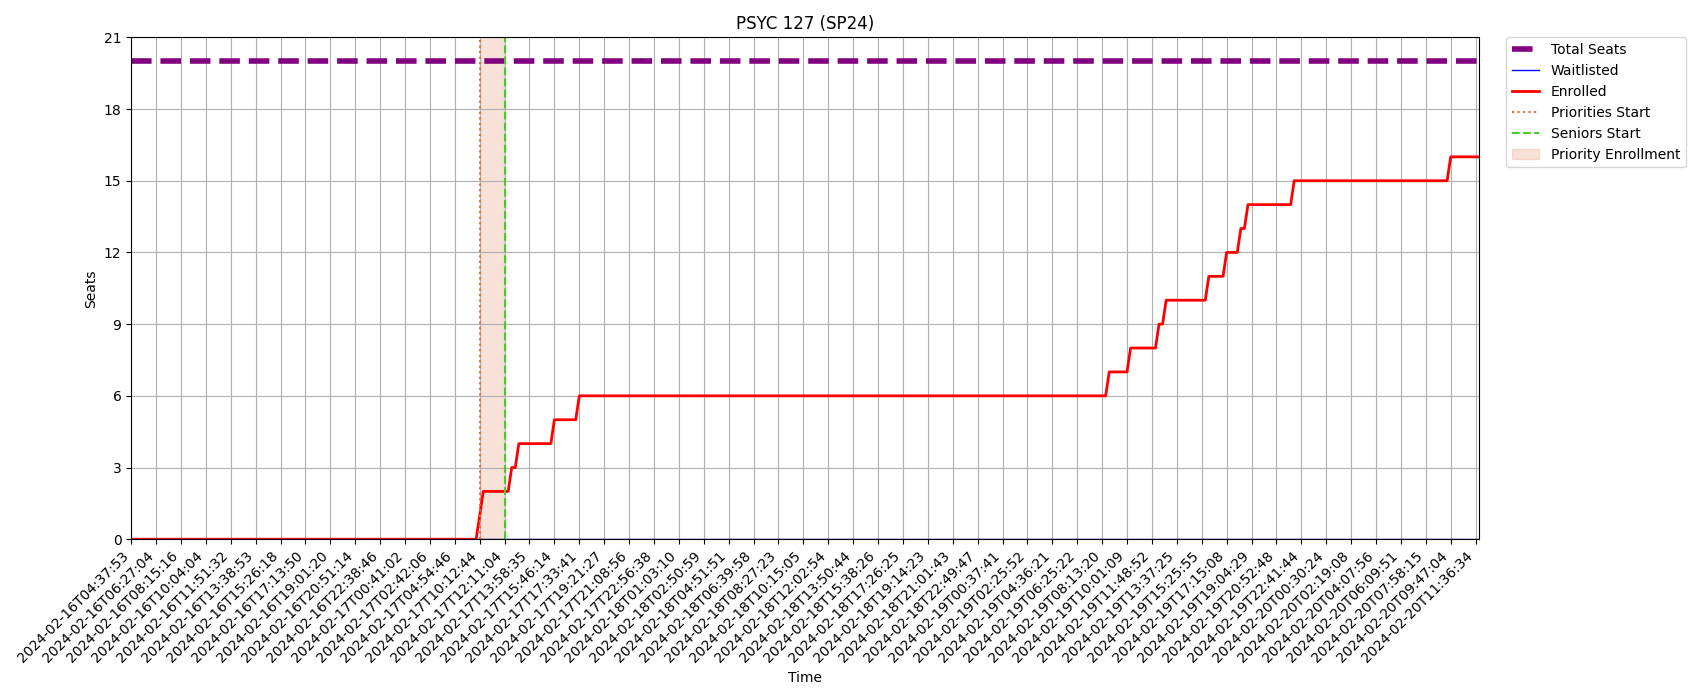 PSYC 127 (SP24)
Total Seats
Waitlisted
Enrolled
Priorities Start
Seniors Start
Priority Enrollment
Seats
21
18
15
12
9
6
3
0
2024-02-16T04:37:53
2024-02-16T06:27:04
2024-02-16T08:15:16
2024-02-16T10:04:04
2024-02-16T11:51:32
2024-02-16T13:38:53
2024-02-16T15:26:18
2024-02-16T17:13:50
2024-02-16T19:01:20
2024-02-16T20:51:14
2024-02-16T22:38:46
2024-02-17T00:41:02
2024-02-17T02:42:06
2024-02-17T04:54:46
2024-02-17T10:12:44
2024-02-17T12:11:04
2024-02-17T13:58:35
2024-02-17T15:46:14
2024-02-17T17:33:41
2024-02-17T19:21:27
2024-02-17T21:08:56
2024-02-17T22:56:38
2024-02-18T01:03:10
2024-02-18T02:50:59
2024-02-18T04:51:51
2024-02-18T06:39:58
2024-02-18T08:27:23
2024-02-18T10:15:05
2024-02-18T12:02:54
2024-02-18T13:50:44
2024-02-18T15:38:26
2024-02-18T17:26:25
2024-02-18T19:14:23
2024-02-18T21:01:43
2024-02-18T22:49:47
2024-02-19T00:37:41
2024-02-19T02:25:52
2024-02-19T04:36:21
2024-02-19T06:25:22
2024-02-19T08:13:20
2024-02-19T10:01:09
2024-02-19T11:48:52
2024-02-19T13:37:25
2024-02-19T15:25:55
2024-02-19T17:15:08
2024-02-19T19:04:29
2024-02-19T20:52:48
2024-02-19T22:41:44
2024-02-20T00:30:24
2024-02-20T02:19:08
2024-02-20T04:07:56
2024-02-20T06:09:51
2024-02-20T07:58:15
2024-02-20T09:47:04
2024-02-20T11:36:34
Time